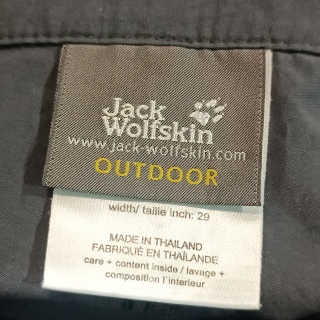 Jack
Wolfskin
www.jack-wolfskin.com
OUTDOOR
width/ taille inch: 29
MADE IN THAILAND
FABRIQUÉ EN THAÏLANDE
care + content inside / lavage +
composition l'interieur